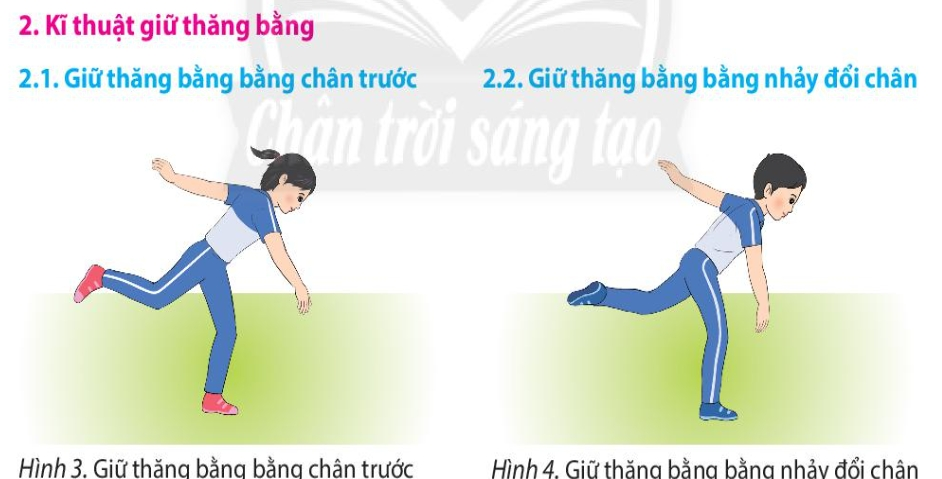 2. Kĩ thuật giữ thăng bằng
2.1. Giữ thăng bằng bằng chân trước
2.2. Giữ thăng bằng bằng nhảy đổi chân
Chân trời sáng tạo
Hình 3. Giữ thăng bằng bằng chân trước
Hình 4. Giữ thăng bằng bằng nhảy đổi chân